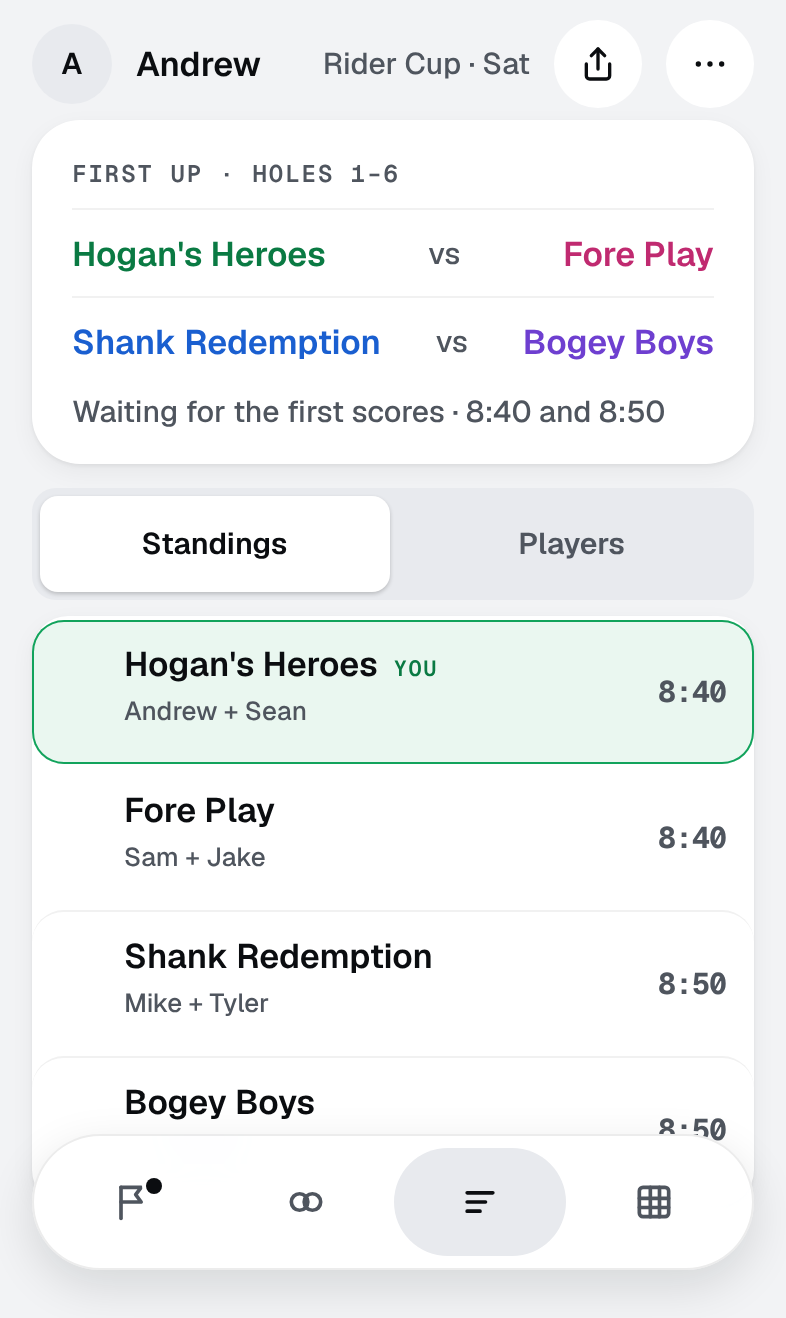 A Andrew Rider Cup · Sat
FIRST UP · HOLES 1–6
Hogan's Heroes vs Fore Play
Shank Redemption vs Bogey Boys
Waiting for the first scores · 8:40 and 8:50
Standings Players
Hogan's Heroes YOU
Andrew + Sean
8:40
Fore Play
Sam + Jake
8:40
Shank Redemption
Mike + Tyler
8:50
Bogey Boys
8:50